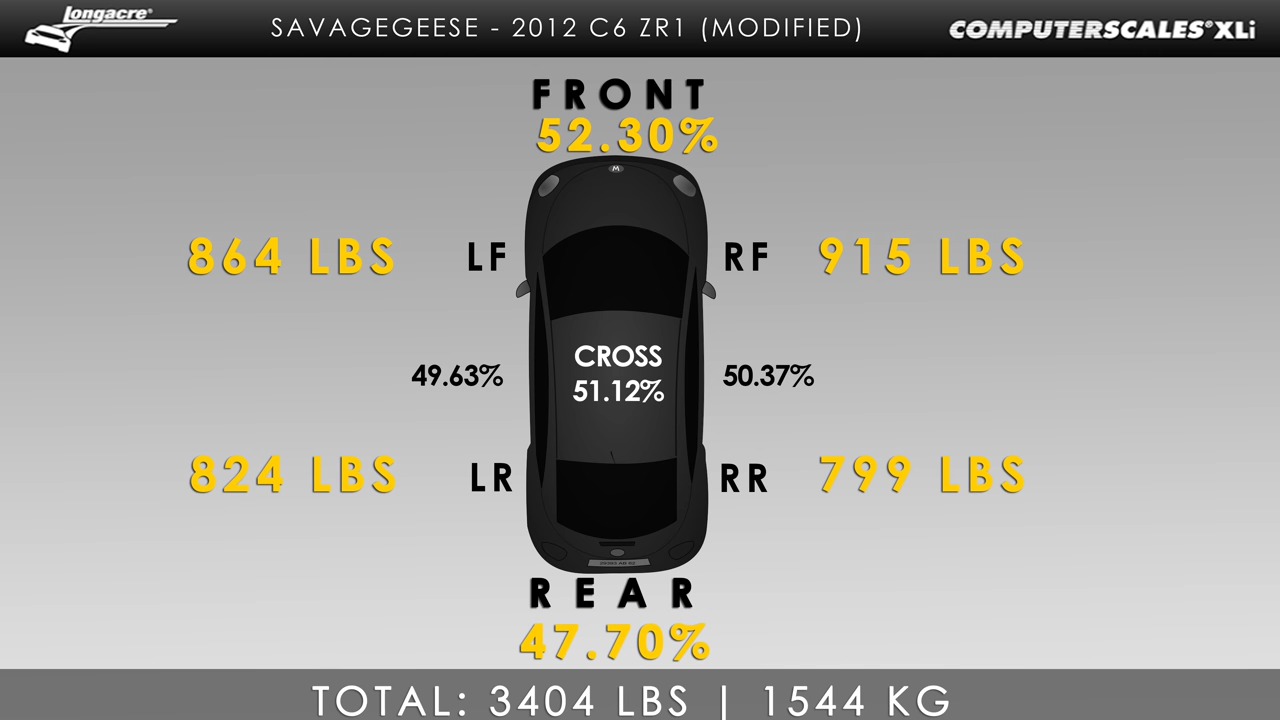 Longacre®
SAVAGEGEESE - 2012 C6 ZR1 (MODIFIED)
COMPUTERSCALES® XLi
FRONT
52.30%
M
864 LBS LF RF 915 LBS
CROSS
49.63% 51.12% 50.37%
824 LBS LR RR 799 LBS
REAR
47.70%
TOTAL: 3404 LBS | 1544 KG